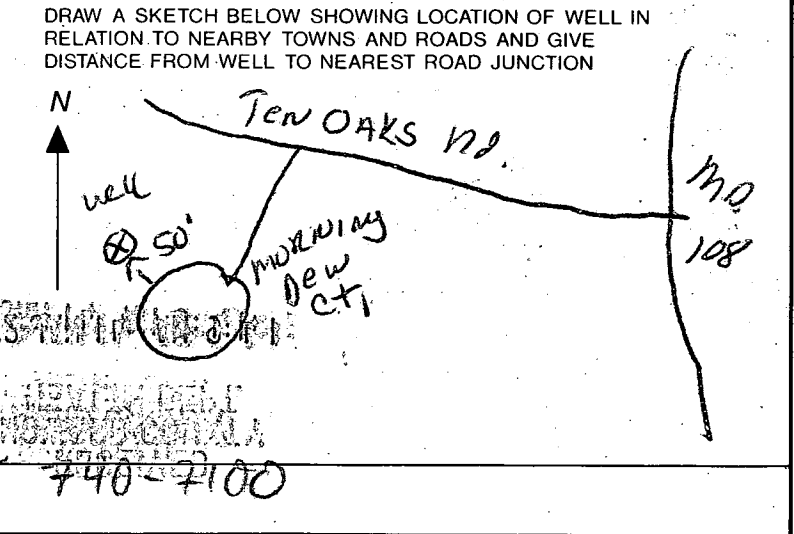 DRAW A SKETCH BELOW SHOWING LOCATION OF WELL IN
RELATION TO NEARBY TOWNS AND ROADS AND GIVE
DISTANCE FROM WELL TO NEAREST ROAD JUNCTION
N
Ten OAKS Rd.
well
50'
MORNING
Dew
Ct.
M.D.
108
740-7100